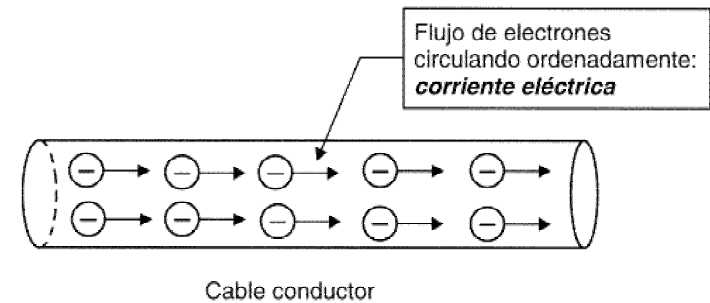 Flujo de electrones
circulando ordenadamente:
corriente eléctrica
Cable conductor